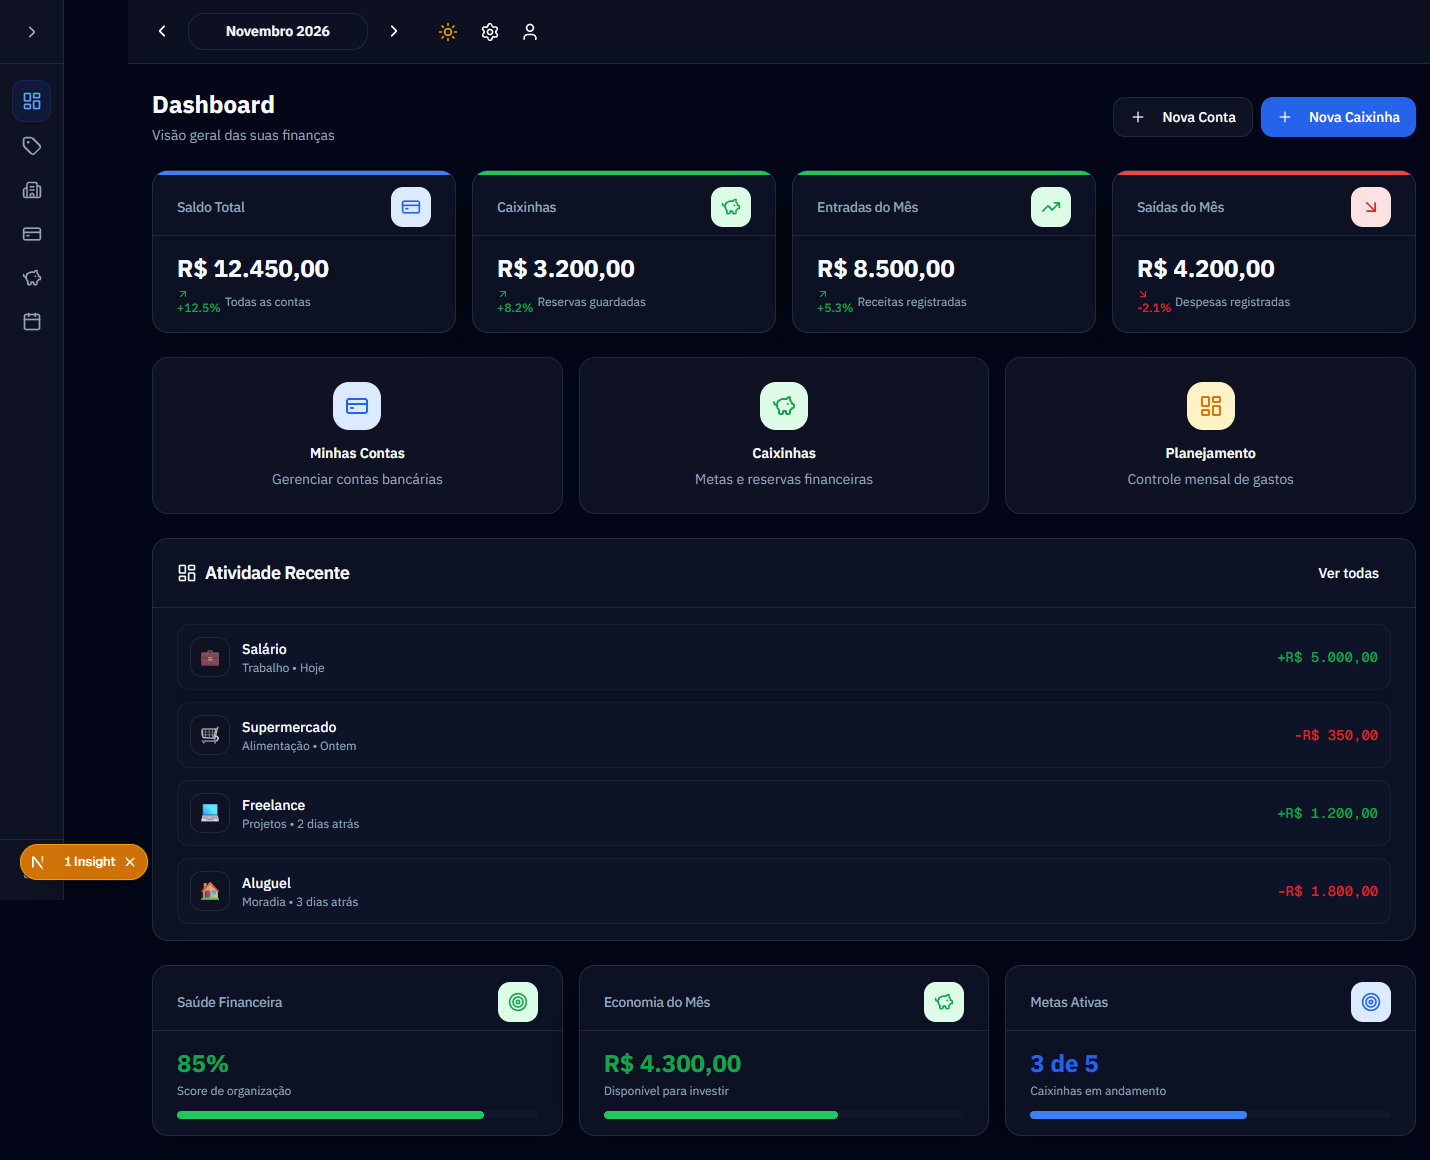 Novembro 2026
Dashboard
Visão geral das suas finanças
Nova Conta
Nova Caixinha
Saldo Total
R$ 12.450,00
+12.5% Todas as contas
Caixinhas
R$ 3.200,00
+8.2% Reservas guardadas
Entradas do Mês
R$ 8.500,00
+5.3% Receitas registradas
Saídas do Mês
R$ 4.200,00
-2.1% Despesas registradas
Minhas Contas
Gerenciar contas bancárias
Caixinhas
Metas e reservas financeiras
Planejamento
Controle mensal de gastos
Atividade Recente
Ver todas
Salário
Trabalho • Hoje
+R$ 5.000,00
Supermercado
Alimentação • Ontem
-R$ 350,00
Freelance
Projetos • 2 dias atrás
+R$ 1.200,00
Aluguel
Moradia • 3 dias atrás
-R$ 1.800,00
N 1 Insight
Saúde Financeira
85%
Score de organização
Economia do Mês
R$ 4.300,00
Disponível para investir
Metas Ativas
3 de 5
Caixinhas em andamento